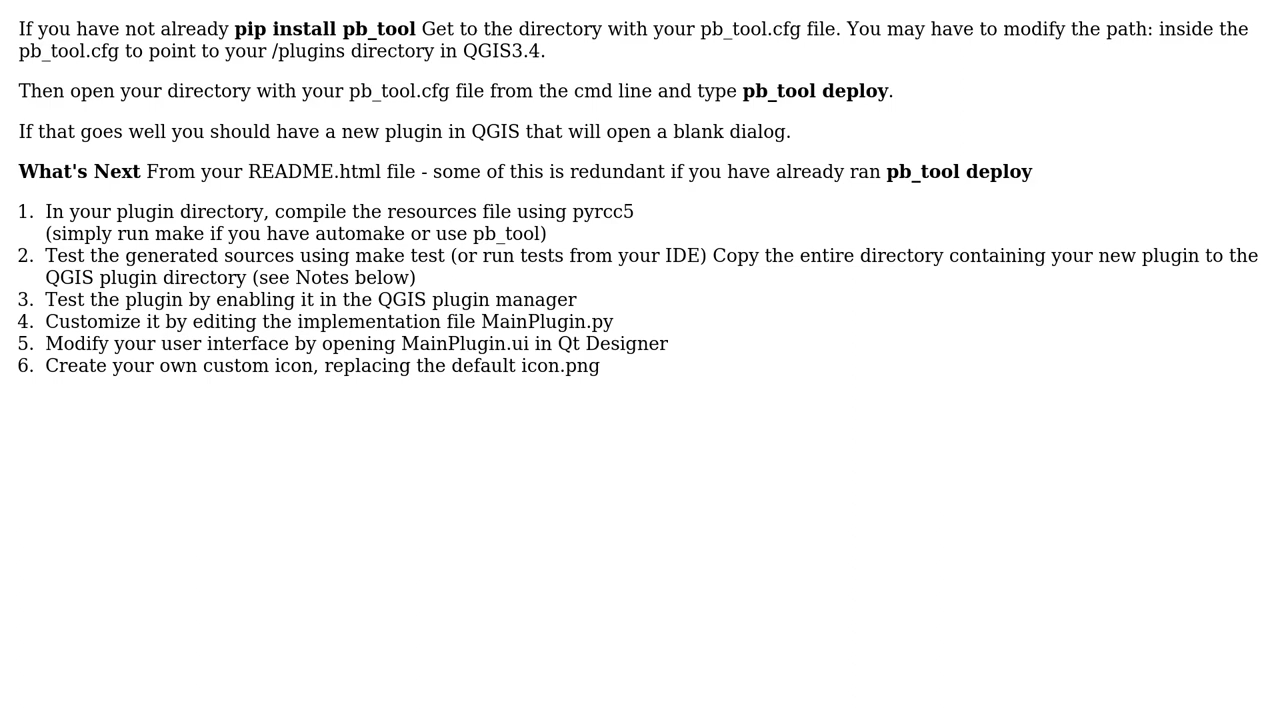 If you have not already pip install pb_tool Get to the directory with your pb_tool.cfg file. You may have to modify the path: inside the
pb_tool.cfg to point to your /plugins directory in QGIS3.4.
Then open your directory with your pb_tool.cfg file from the cmd line and type pb_tool deploy.
If that goes well you should have a new plugin in QGIS that will open a blank dialog.
What's Next From your README.html file - some of this is redundant if you have already ran pb_tool deploy
1. In your plugin directory, compile the resources file using pyrcc5
(simply run make if you have automake or use pb_tool)
2. Test the generated sources using make test (or run tests from your IDE) Copy the entire directory containing your new plugin to the
QGIS plugin directory (see Notes below)
3. Test the plugin by enabling it in the QGIS plugin manager
4. Customize it by editing the implementation file MainPlugin.py
5. Modify your user interface by opening MainPlugin.ui in Qt Designer
6. Create your own custom icon, replacing the default icon.png